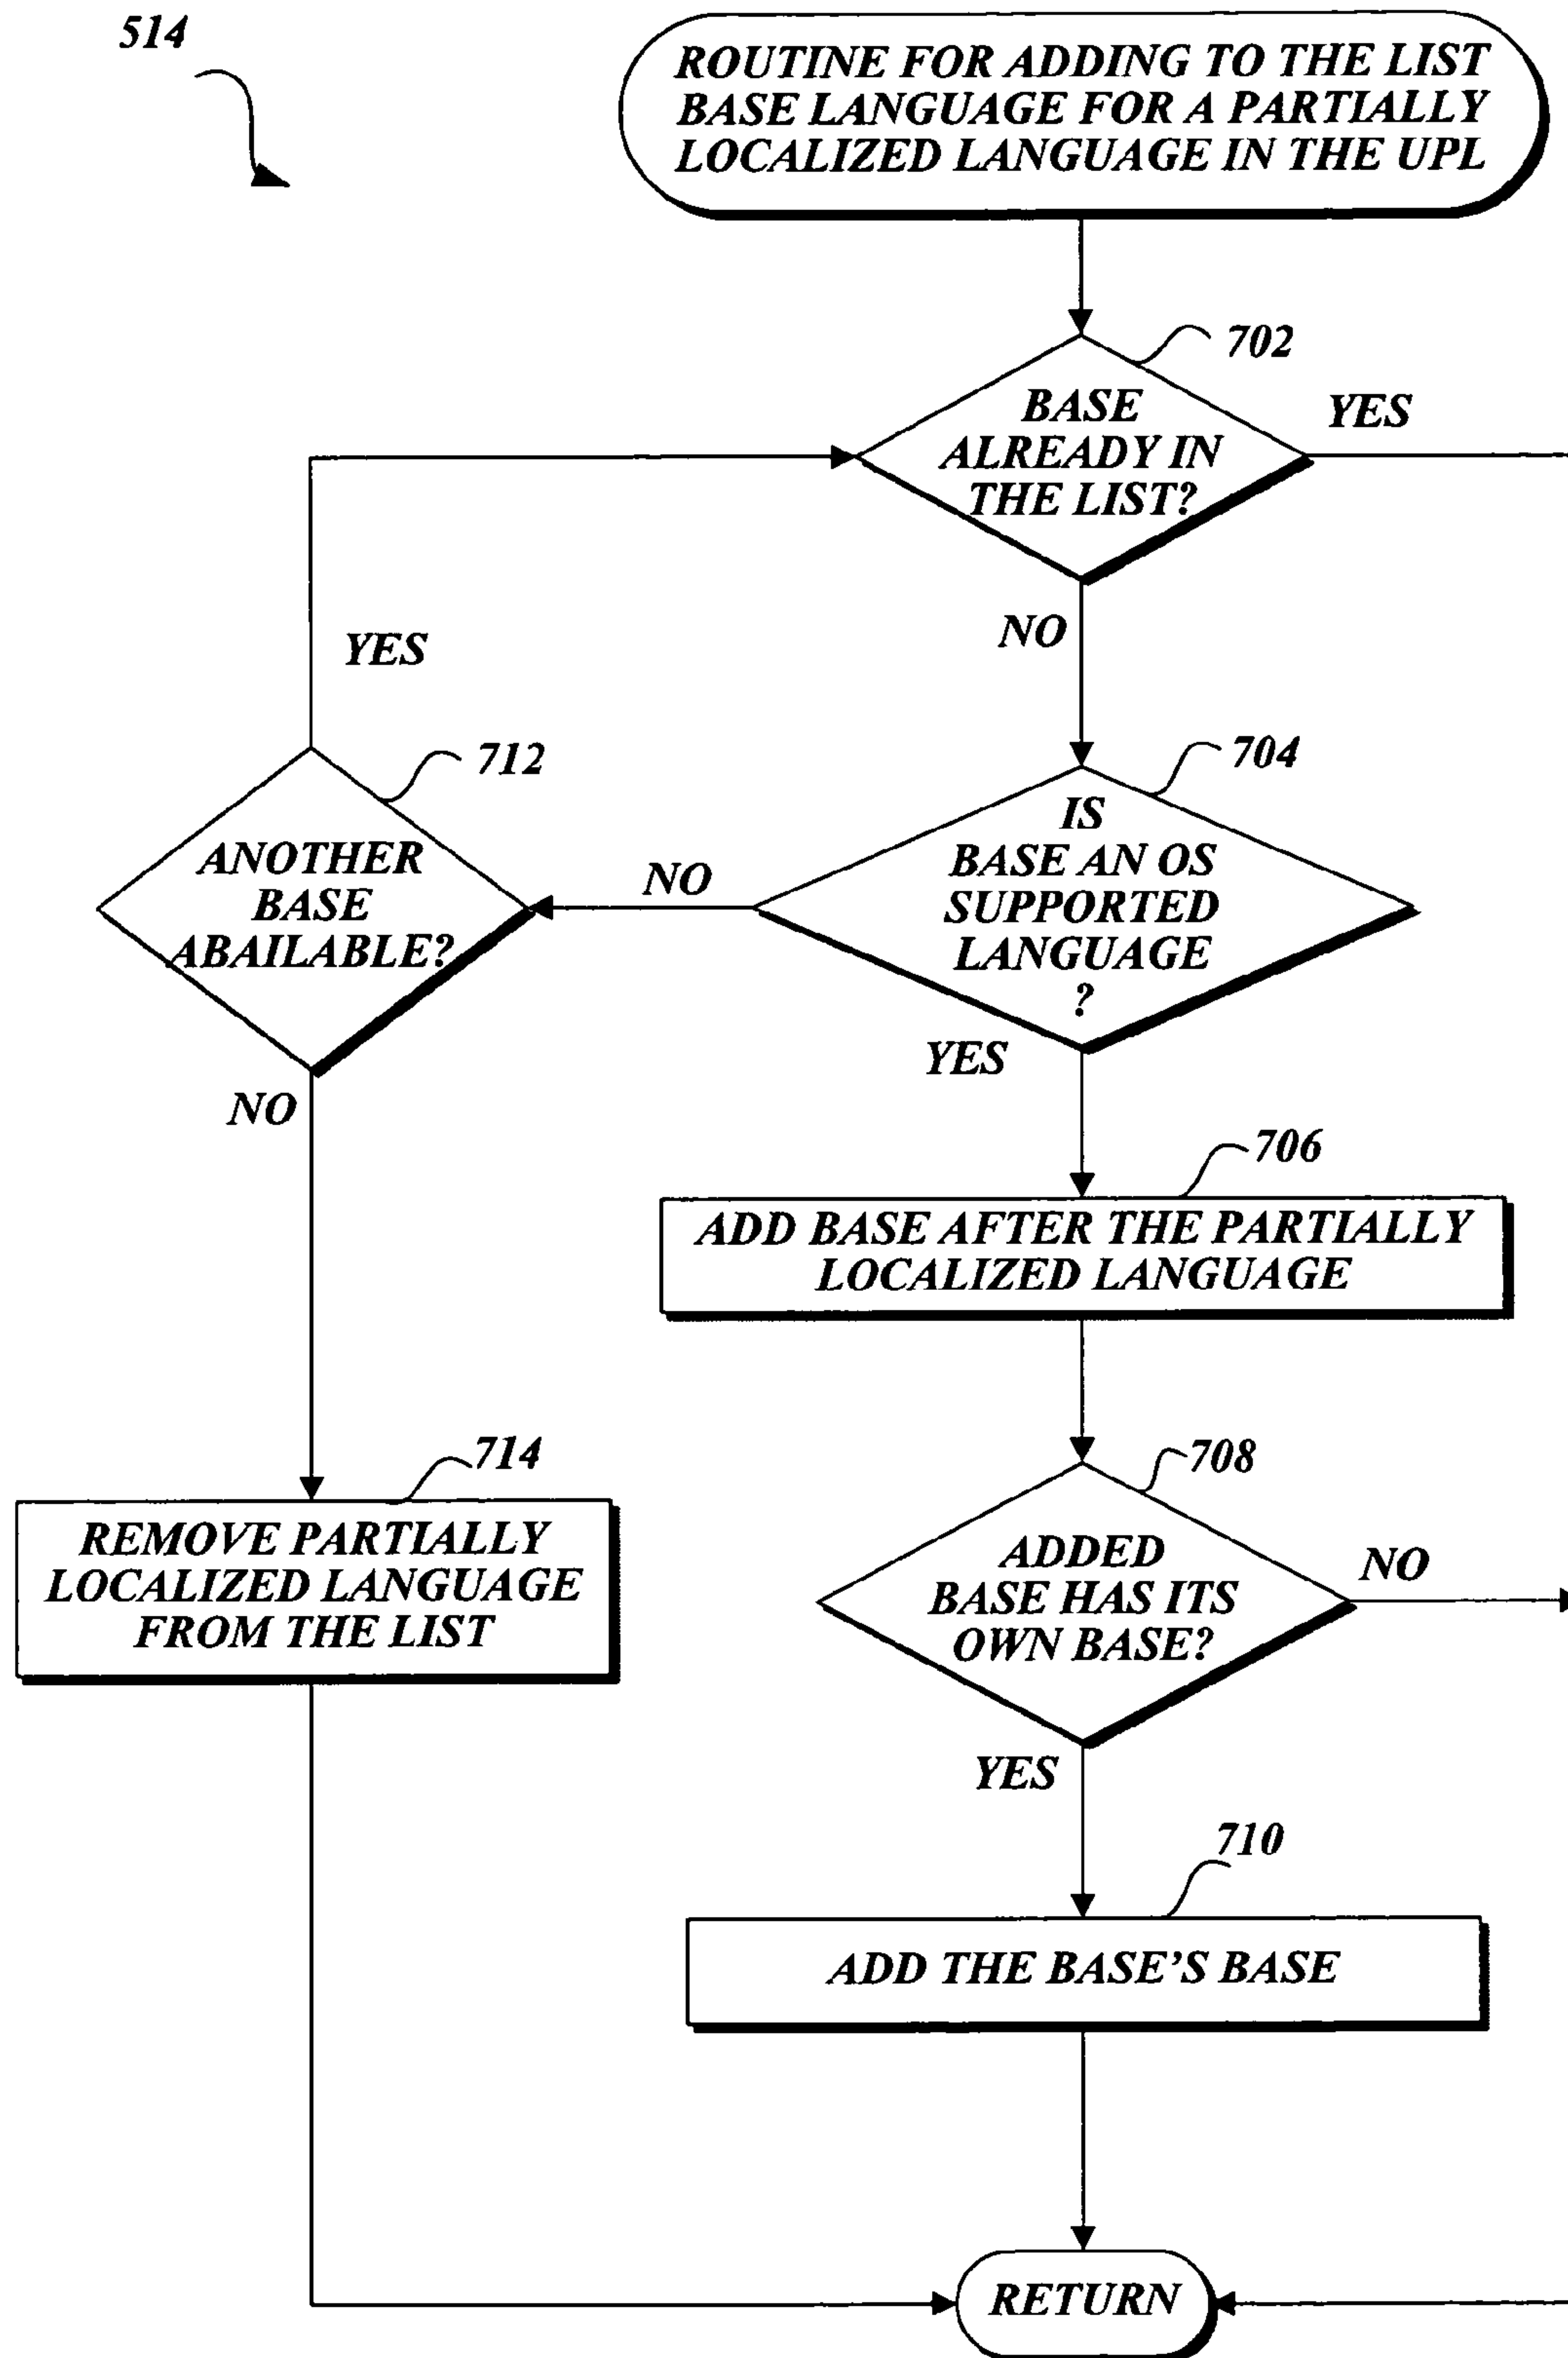 514
ROUTINE FOR ADDING TO THE LIST
BASE LANGUAGE FOR A PARTIALLY
LOCALIZED LANGUAGE IN THE UPL
702
BASE
ALREADY IN
THE LIST?
YES
NO
YES
712
704
ANOTHER
BASE
ABAILABLE?
NO
IS
BASE AN OS
SUPPORTED
LANGUAGE
?
YES
NO
706
ADD BASE AFTER THE PARTIALLY
LOCALIZED LANGUAGE
714
708
REMOVE PARTIALLY
LOCALIZED LANGUAGE
FROM THE LIST
ADDED
BASE HAS ITS
OWN BASE?
NO
YES
710
ADD THE BASE'S BASE
RETURN